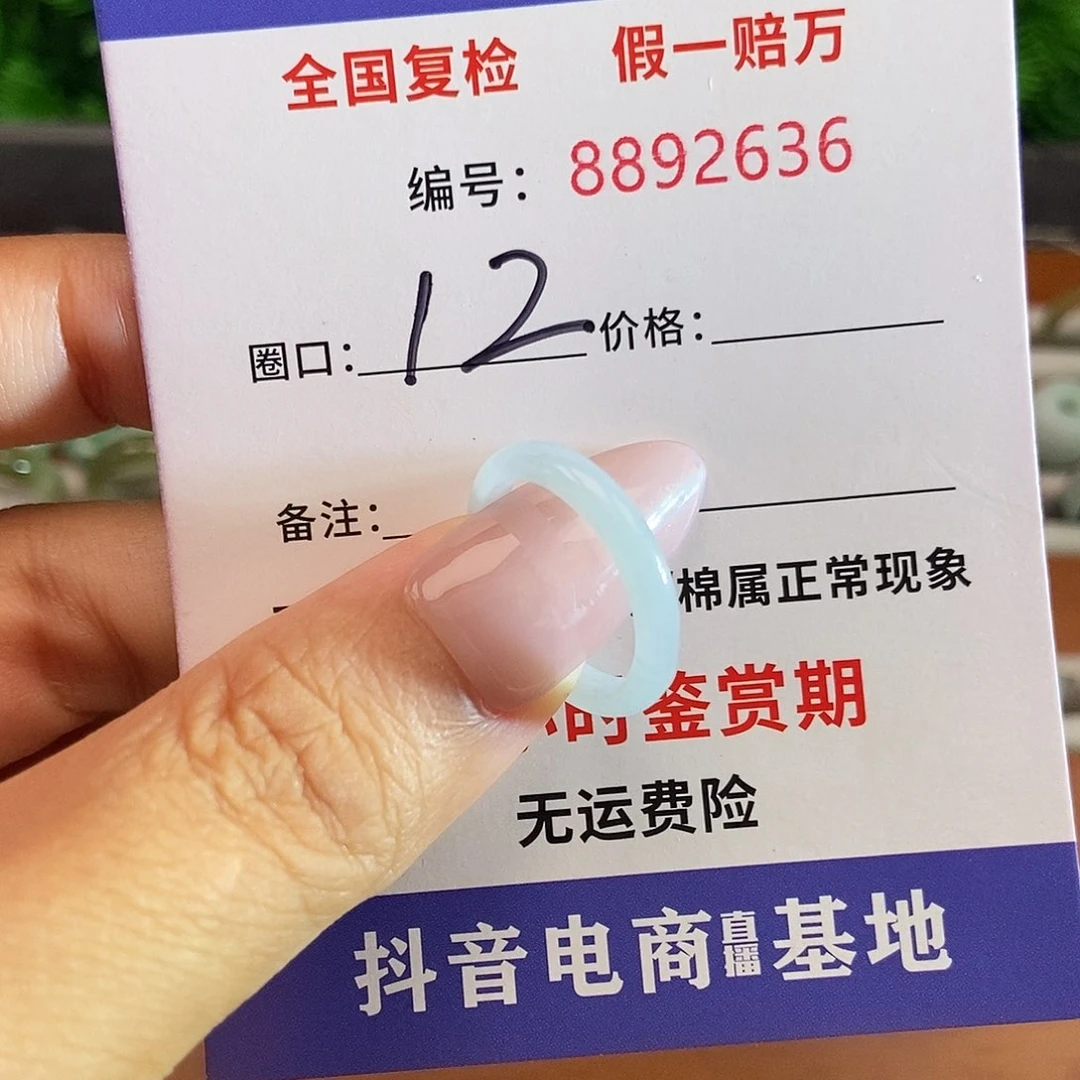 全国复检 假一赔万
编号：8892636
圈口：12 价格：
备注：
棉属正常现象
时鉴赏期
无运费险
抖音电商直播基地